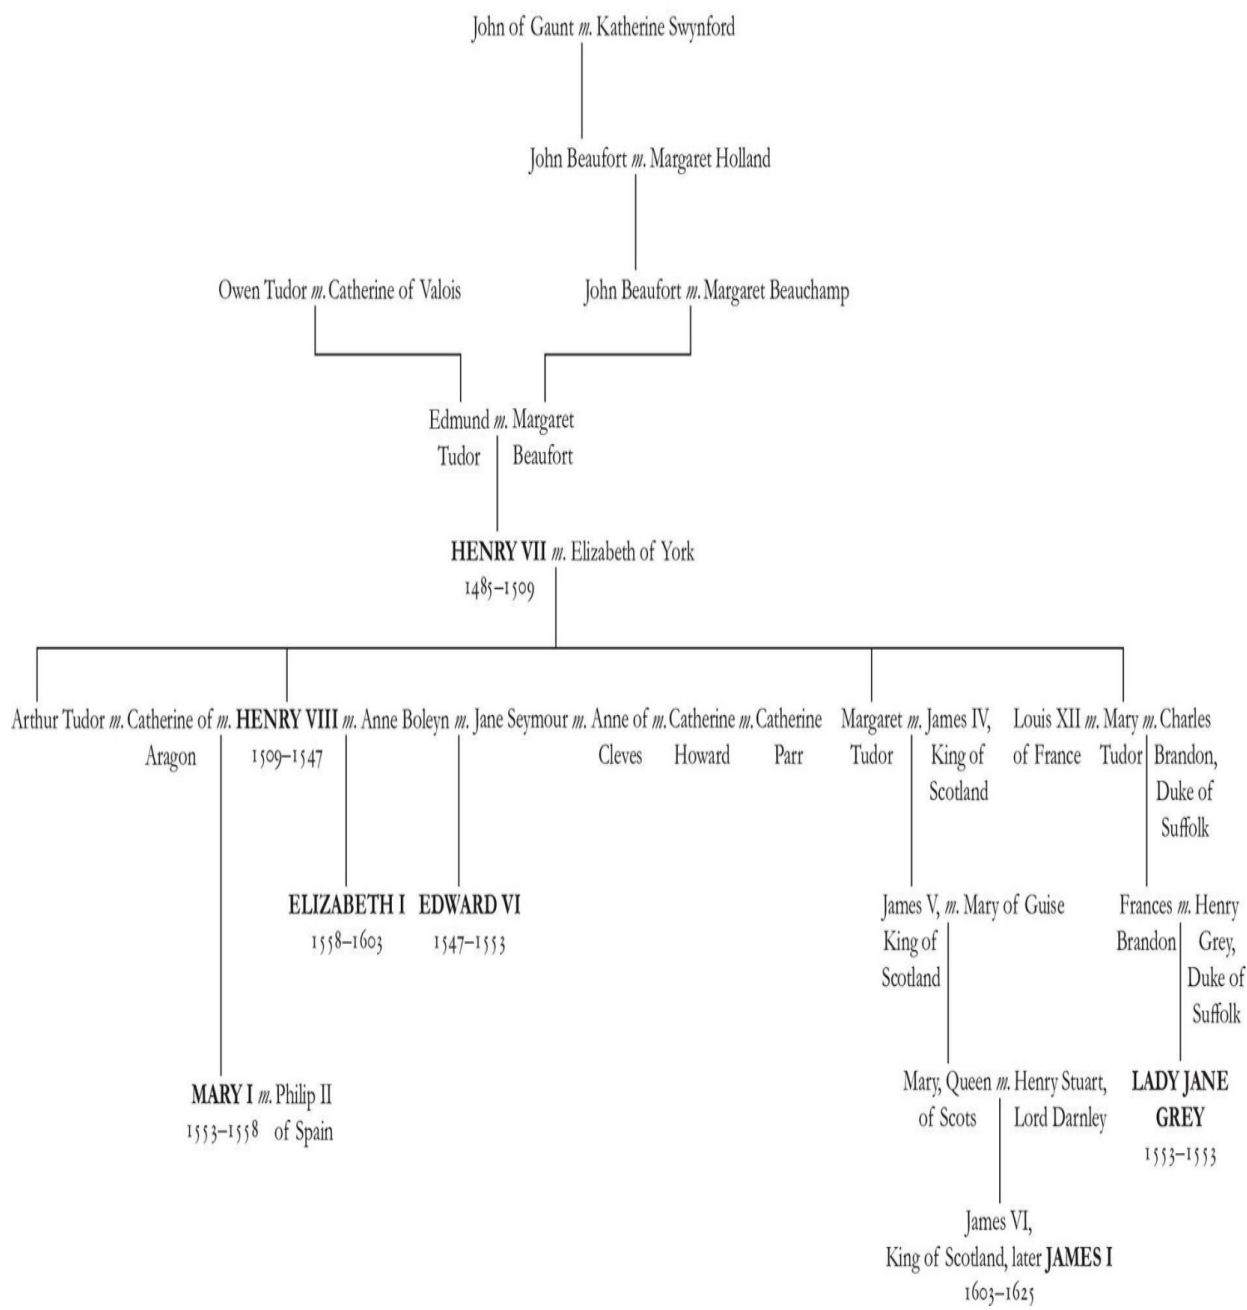 John of Gaunt m. Katherine Swynford
John Beaufort m. Margaret Holland
Owen Tudor m. Catherine of Valois
John Beaufort m. Margaret Beauchamp
Edmund m. Margaret
Tudor Beaufort
HENRY VII m. Elizabeth of York
1485–1509
Arthur Tudor m. Catherine of m. HENRY VIII m. Anne Boleyn m. Jane Seymour m. Anne of m. Catherine m. Catherine
Aragon 1509–1547 Cleves Howard Parr
Margaret m. James IV,
Tudor King of
Scotland
Louis XII m. Mary m. Charles
of France Tudor Brandon,
Duke of
Suffolk
ELIZABETH I EDWARD VI
1558–1603 1547–1553
James V, m. Mary of Guise
King of
Scotland
Frances m. Henry
Brandon Grey,
Duke of
Suffolk
MARY I m. Philip II
1553–1558 of Spain
Mary, Queen m. Henry Stuart,
of Scots Lord Darnley
LADY JANE
GREY
1553–1553
James VI,
King of Scotland, later JAMES I
1603–1625